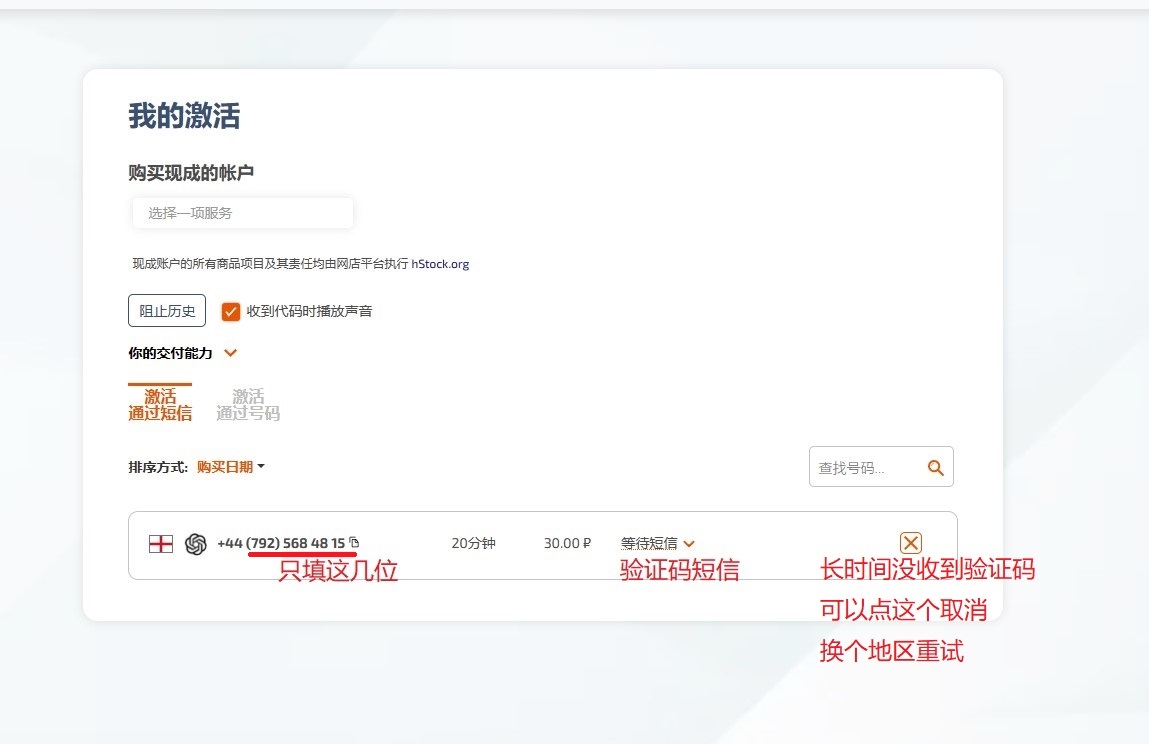 我的激活
购买现成的帐户
选择一项服务
现成账户的所有商品项目及其责任均由网店平台执行 hStock.org
阻止历史
收到代码时播放声音
你的交付能力
激活
通过短信
激活
通过号码
排序方式: 购买日期
查找号码...
+44 (792) 568 48 15
20分钟
30.00 ₽
等待短信
只填这几位
验证码短信
长时间没收到验证码
可以点这个取消
换个地区重试